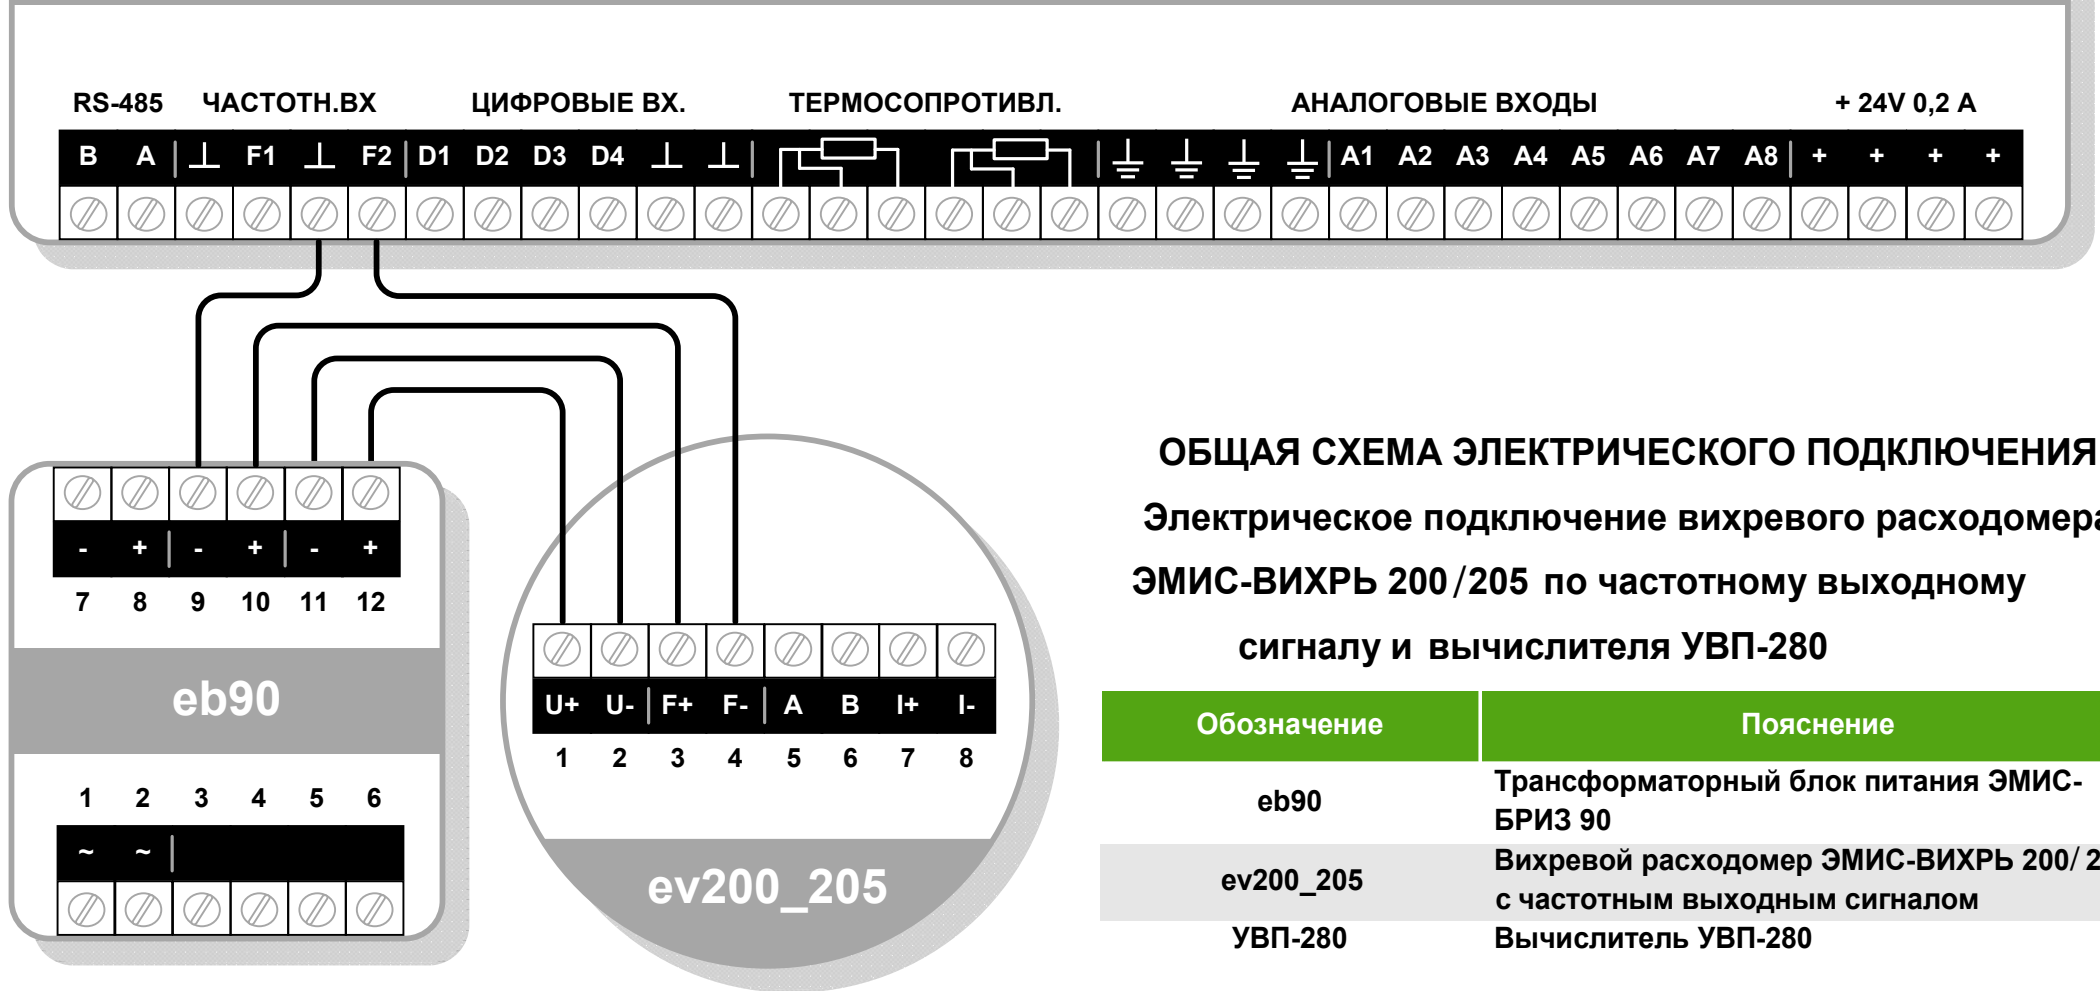 RS-485 ЧАСТОТН.ВХ ЦИФРОВЫЕ ВХ. ТЕРМОСОПРОТИВЛ. АНАЛОГОВЫЕ ВХОДЫ + 24V 0,2 А
B A F1 F2 D1 D2 D3 D4 A1 A2 A3 A4 A5 A6 A7 A8 + + + +
- + - + - +
7 8 9 10 11 12
eb90
1 2 3 4 5 6
~ ~
U+ U- F+ F- A B I+ I-
1 2 3 4 5 6 7 8
ev200_205
ОБЩАЯ СХЕМА ЭЛЕКТРИЧЕСКОГО ПОДКЛЮЧЕНИЯ
Электрическое подключение вихревого расходомера
ЭМИС-ВИХРЬ 200/205 по частотному выходному
сигналу и вычислителя УВП-280
Обозначение Пояснение
eb90 Трансформаторный блок питания ЭМИС-
БРИЗ 90
ev200_205 Вихревой расходомер ЭМИС-ВИХРЬ 200/ 2
с частотным выходным сигналом
УВП-280 Вычислитель УВП-280